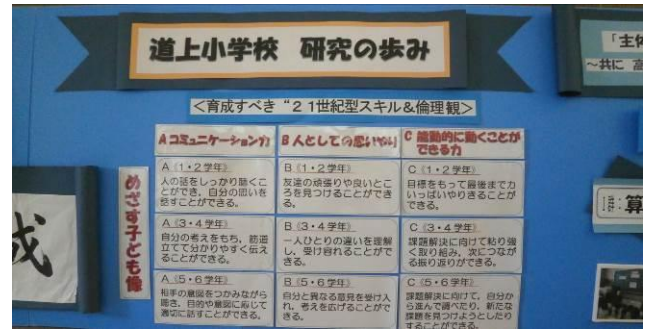 道上小学校 研究の歩み
「主体
～共に 高
<育成すべき“21世紀型スキル&倫理観>
A コミュニケーション力
B 人としての思いやり
C 能動的に動くことが
できる力
めざす子ども像
A（1・2学年）
人の話をしっかり聴くこ
とができ、自分の思いを
話すことができる。
B（1・2学年）
友達の頑張りや良いとこ
ろを見つけることができ
る。
C（1・2学年）
目標をもって最後まで力
いっぱいやりきることが
できる。
A（3・4学年）
自分の考えをもち、筋道
立てて分かりやすく伝え
ることができる。
B（3・4学年）
一人ひとりの違いを理解
し、受け容れることがで
きる。
C（3・4学年）
課題解決に向けて粘り強
く取り組み、次につなが
る振り返りができる。
A（5・6学年）
相手の意図をつかみながら
聴き、目的や意図に応じて
適切に話すことができる。
B（5・6学年）
自分と異なる意見を受け入
れ、考えを広げることがで
きる。
C（5・6学年）
課題解決に向けて、自分か
ら進んで調べたり、新たな
課題を見つけようとしたり
することができる。
成
算